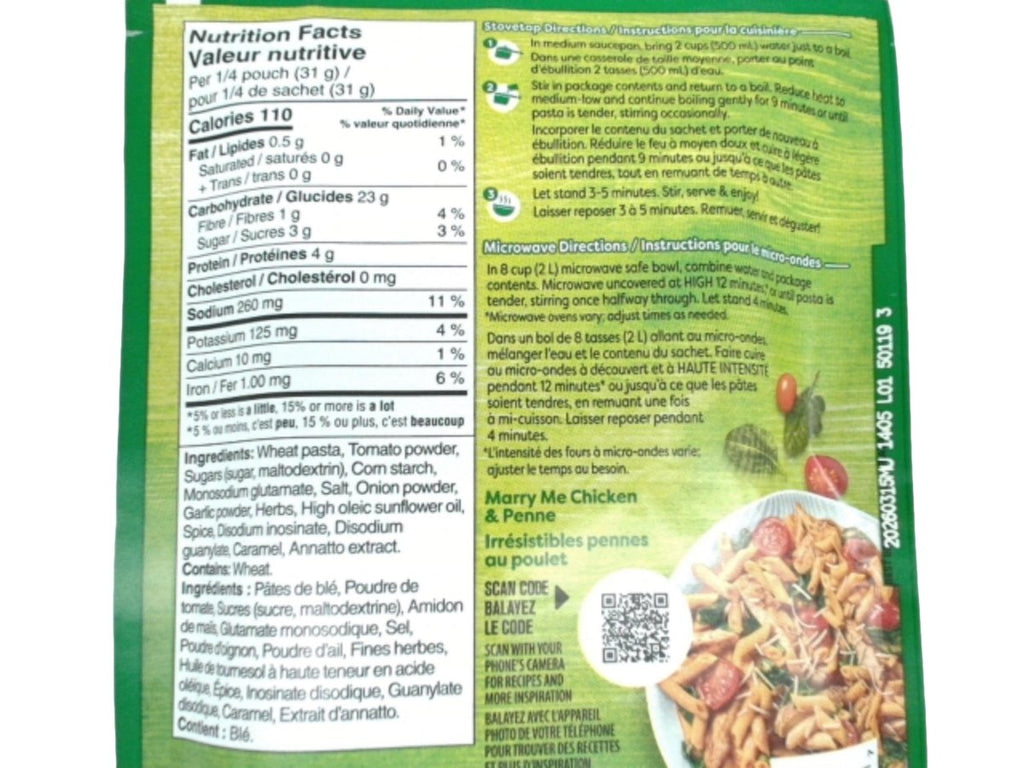 Nutrition Facts
Valeur nutritive
Per 1/4 pouch (31 g) /
pour 1/4 de sachet (31 g)
Calories 110
% Daily Value*
% valeur quotidienne*
Fat / Lipides 0.5 g 1 %
Saturated / saturés 0 g
+ Trans / trans 0 g 0 %
Carbohydrate / Glucides 23 g
Fibre / Fibres 1 g 4 %
Sugar / Sucres 3 g 3 %
Protein / Protéines 4 g
Cholesterol / Cholestérol 0 mg
Sodium 260 mg 11 %
Potassium 125 mg 4 %
Calcium 10 mg 1 %
Iron / Fer 1.00 mg 6 %
*5% or less is a little, 15% or more is a lot
*5 % ou moins, c'est peu, 15 % ou plus, c'est beaucoup
Ingredients: Wheat pasta, Tomato powder,
Sugars (sugar, maltodextrin), Corn starch,
Monosodium glutamate, Salt, Onion powder,
Garlic powder, Herbs, High oleic sunflower oil,
Spice, Disodium inosinate, Disodium
guanylate, Caramel, Annatto extract.
Contains: Wheat.
Ingrédients : Pâtes de blé, Poudre de
tomate, Sucres (sucre, maltodextrine), Amidon
de maïs, Glutamate monosodique, Sel,
Poudre d'oignon, Poudre d'ail, Fines herbes,
Huile de tournesol à haute teneur en acide
oléique, Épice, Inosinate disodique, Guanylate
disodique, Caramel, Extrait d'annatto.
Contient : Blé.
Stovetop Directions / Instructions pour la cuisinière
1 In medium saucepan, bring 2 cups (500 mL) water just to a boil.
Dans une casserole de taille moyenne, porter au point
d'ébullition 2 tasses (500 mL) d'eau.
2 Stir in package contents and return to a boil. Reduce heat to
medium-low and continue boiling gently for 9 minutes or until
pasta is tender, stirring occasionally.
Incorporer le contenu du sachet et porter de nouveau à
ébullition. Réduire le feu à moyen doux et cuire à légère
ébullition pendant 9 minutes ou jusqu'à ce que les pâtes
soient tendres, tout en remuant de temps à autre.
3 Let stand 3-5 minutes. Stir, serve & enjoy!
Laisser reposer 3 à 5 minutes. Remuer, servir et déguster!
Microwave Directions / Instructions pour le micro-ondes
In 8 cup (2 L) microwave safe bowl, combine water and package
contents. Microwave uncovered at HIGH 12 minutes* or until pasta is
tender, stirring once halfway through. Let stand 4 minutes.
*Microwave ovens vary; adjust times as needed.
Dans un bol de 8 tasses (2 L) allant au micro-ondes,
mélanger l'eau et le contenu du sachet. Faire cuire
au micro-ondes à découvert et à HAUTE INTENSITÉ
pendant 12 minutes* ou jusqu'à ce que les pâtes
soient tendres, en remuant une fois
à mi-cuisson. Laisser reposer pendant
4 minutes.
*L'intensité des fours à micro-ondes varie;
ajuster le temps au besoin.
Marry Me Chicken
& Penne
Irrésistibles pennes
au poulet
SCAN CODE
BALAYEZ
LE CODE
SCAN WITH YOUR
PHONE'S CAMERA
FOR RECIPES AND
MORE INSPIRATION
BALAYEZ AVEC L'APPAREIL
PHOTO DE VOTRE TÉLÉPHONE
POUR TROUVER DES RECETTES
ET PLUS D'INSPIRATION
20260315MJ 1405 L01 50119 3